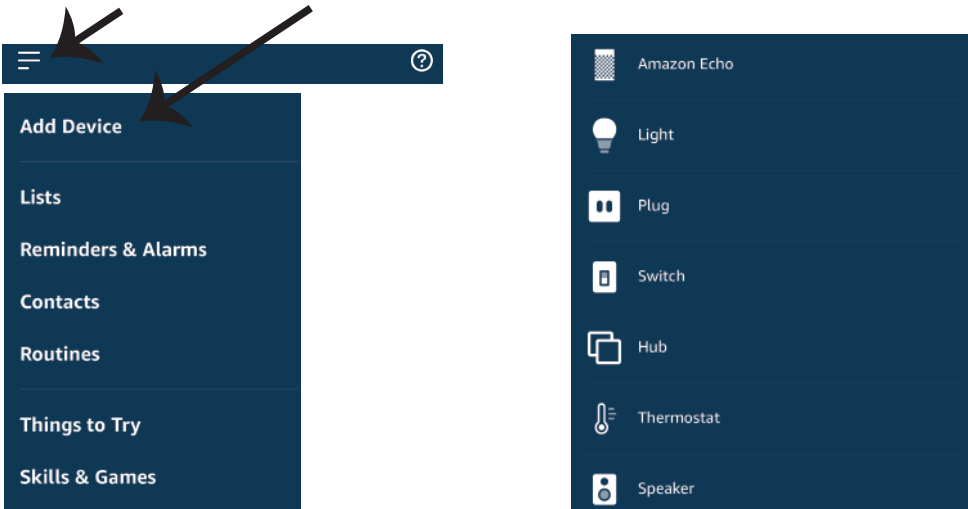 Add Device
Lists
Reminders & Alarms
Contacts
Routines
Things to Try
Skills & Games
Amazon Echo
Light
Plug
Switch
Hub
Thermostat
Speaker